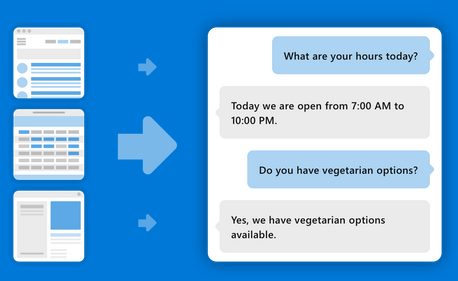 What are your hours today?
Today we are open from 7:00 AM to
10:00 PM.
Do you have vegetarian options?
Yes, we have vegetarian options
available.